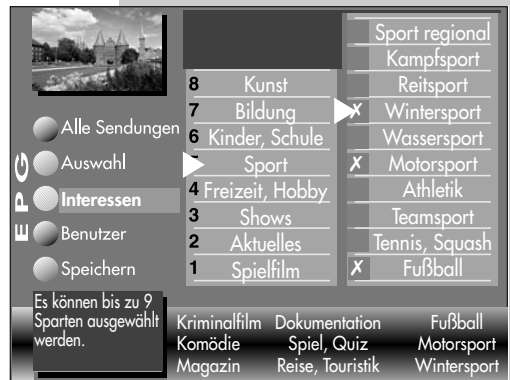 EPG
Alle Sendungen
Auswahl
Interessen
Benutzer
Speichern
Es können bis zu 9
Sparten ausgewählt
werden.
8 Kunst
7 Bildung
6 Kinder, Schule
Sport
4 Freizeit, Hobby
3 Shows
2 Aktuelles
1 Spielfilm
Sport regional
Kampfsport
Reitsport
✗ Wintersport
Wassersport
✗ Motorsport
Athletik
Teamsport
Tennis, Squash
✗ Fußball
Kriminalfilm Dokumentation Fußball
Komödie Spiel, Quiz Motorsport
Magazin Reise, Touristik Wintersport